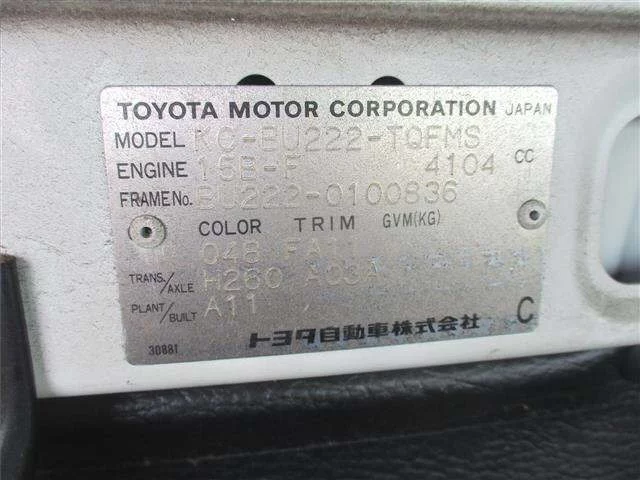 TOYOTA MOTOR CORPORATION JAPAN
MODEL KC-BU222-TQFMS
ENGINE 15B-F 4104 CC
FRAME No. BU222-0100836
COLOR TRIM GVM(KG)
048 FA11
TRANS./AXLE H260 A03A
PLANT/BUILT A11
C
30881 トヨタ自動車株式会社